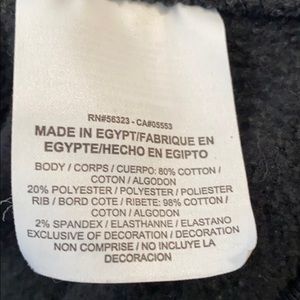 RN#56323 - CA#05553
MADE IN EGYPT/FABRIQUE EN
EGYPTE/HECHO EN EGIPTO
BODY / CORPS / CUERPO: 80% COTTON /
COTON / ALGODON
20% POLYESTER / POLYESTER / POLIESTER
RIB / BORD COTE / RIBETE: 98% COTTON /
COTON / ALGODON
2% SPANDEX / ELASTHANNE / ELASTANO
EXCLUSIVE OF DECORATION / DECORATION
NON COMPRISE / NO INCLUYE LA
DECORACION